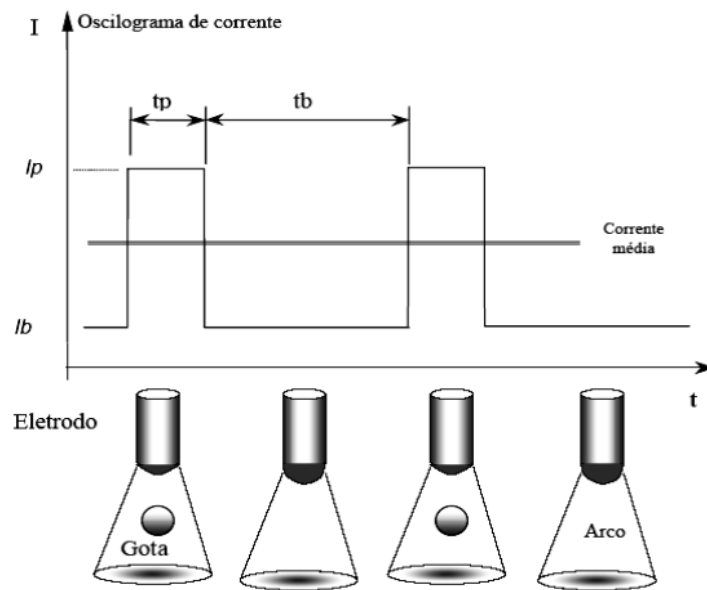 I
Oscilograma de corrente
tp
tb
Ip
Corrente
média
Ib
t
Eletrodo
Gota
Arco